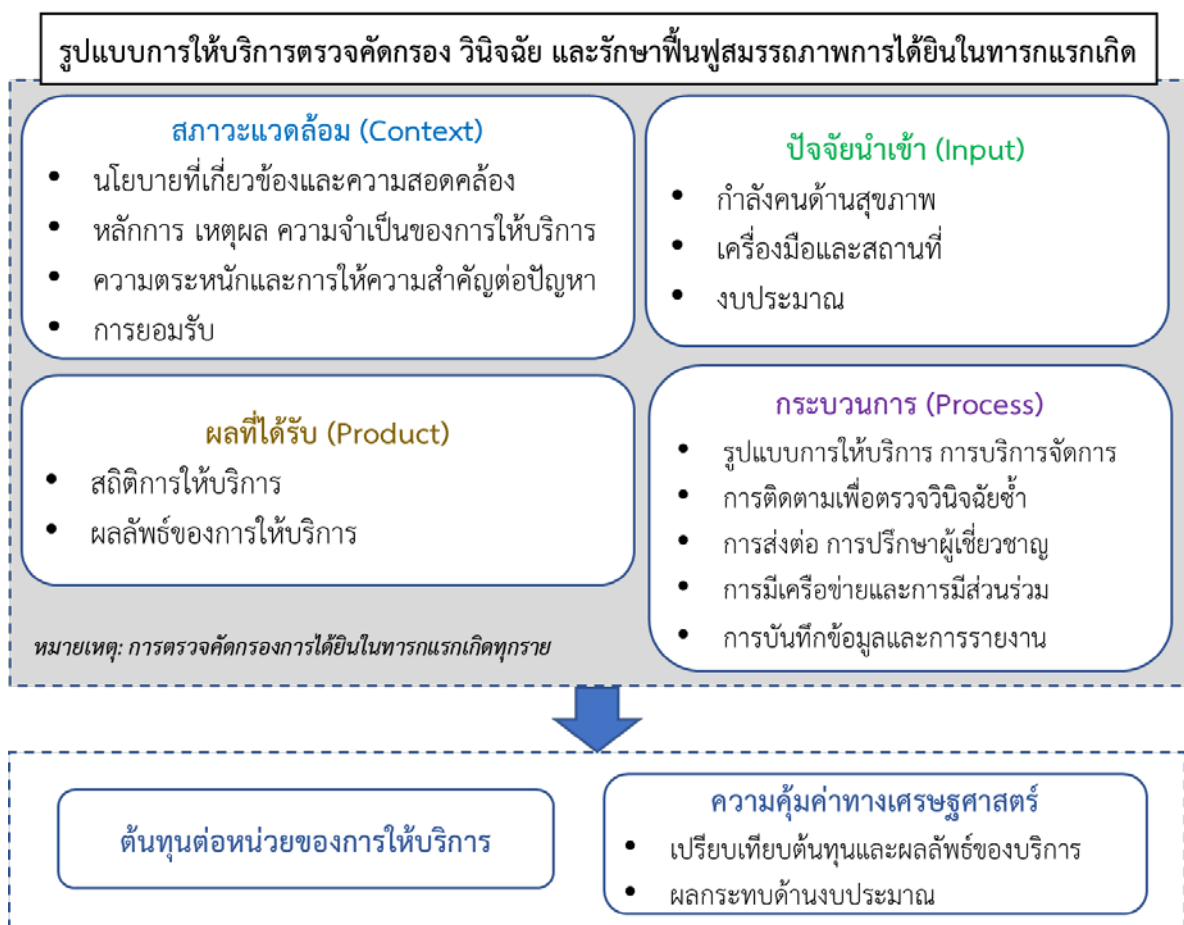 รูปแบบการให้บริการตรวจคัดกรอง วินิจฉัย และรักษาฟื้นฟูสมรรถภาพการได้ยินในทารกแรกเกิด
สภาวะแวดล้อม (Context)
• นโยบายที่เกี่ยวข้องและความสอดคล้อง
• หลักการ เหตุผล ความจำเป็นของการให้บริการ
• ความตระหนักและการให้ความสำคัญต่อปัญหา
• การยอมรับ
ปัจจัยนำเข้า (Input)
• กำลังคนด้านสุขภาพ
• เครื่องมือและสถานที่
• งบประมาณ
ผลที่ได้รับ (Product)
• สถิติการให้บริการ
• ผลลัพธ์ของการให้บริการ
กระบวนการ (Process)
• รูปแบบการให้บริการ การบริการจัดการ
• การติดตามเพื่อตรวจวินิจฉัยซ้ำ
• การส่งต่อ การปรึกษาผู้เชี่ยวชาญ
• การมีเครือข่ายและการมีส่วนร่วม
• การบันทึกข้อมูลและการรายงาน
หมายเหตุ: การตรวจคัดกรองการได้ยินในทารกแรกเกิดทุกราย
ต้นทุนต่อหน่วยของการให้บริการ
ความคุ้มค่าทางเศรษฐศาสตร์
• เปรียบเทียบต้นทุนและผลลัพธ์ของบริการ
• ผลกระทบด้านงบประมาณ